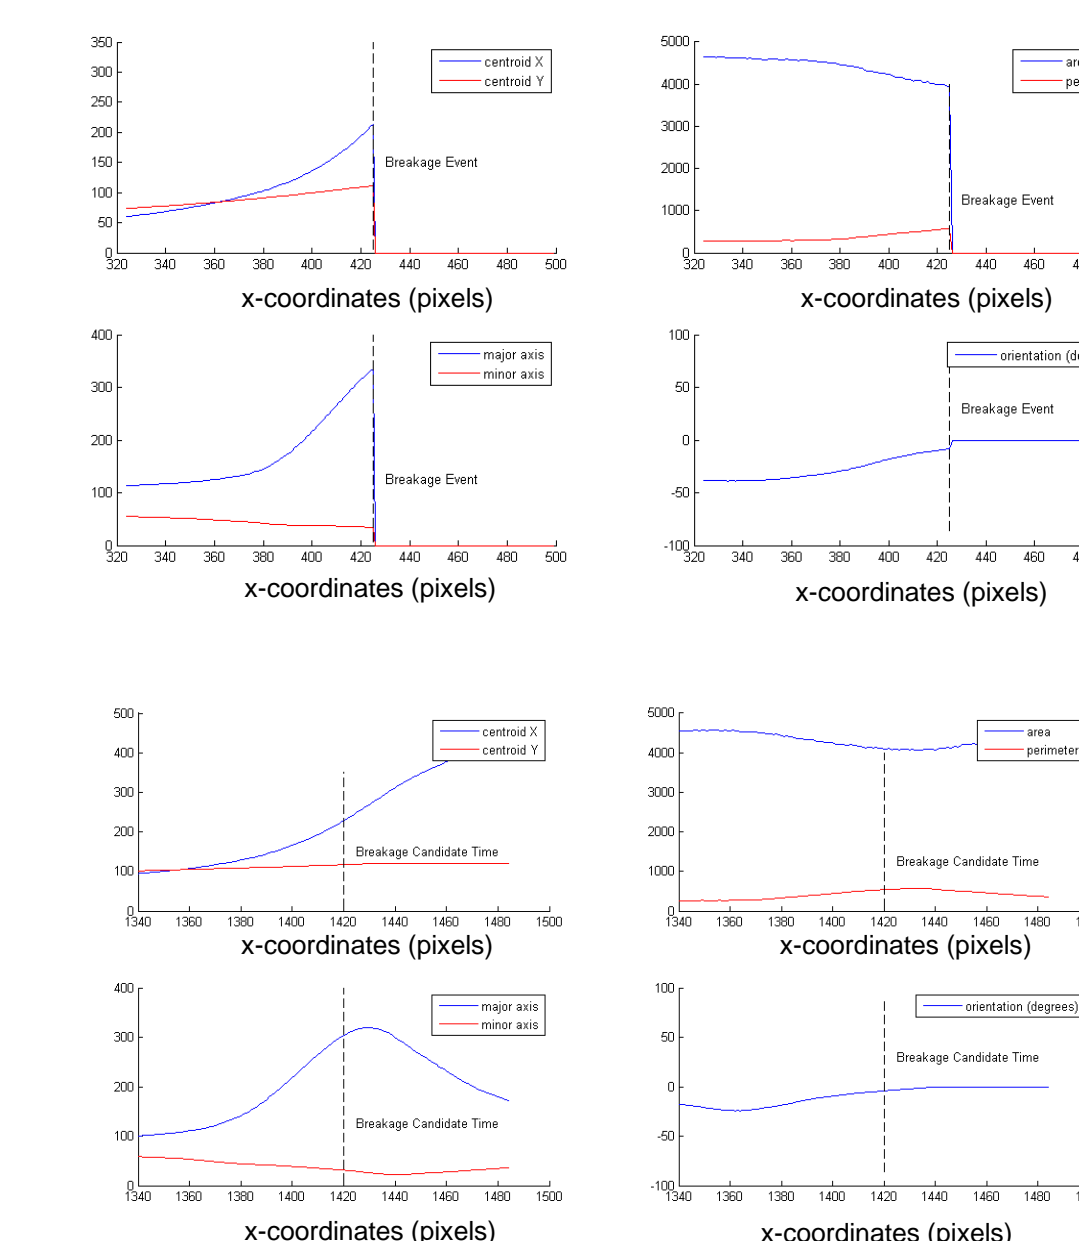 350
300
250
200
150
100
50
0
320 340 360 380 400 420 440 460 480 500
centroid X
centroid Y
Breakage Event
x-coordinates (pixels)
5000
4000
3000
2000
1000
0
320 340 360 380 400 420 440 460
Breakage Event
x-coordinates (pixels)
400
300
200
100
0
320 340 360 380 400 420 440 460 480 500
major axis
minor axis
Breakage Event
x-coordinates (pixels)
100
50
0
-50
-100
320 340 360 380 400 420 440 460
orientation
Breakage Event
x-coordinates (pixels)
500
400
300
200
100
0
1340 1360 1380 1400 1420 1440 1460 1480 1500
centroid X
centroid Y
Breakage Candidate Time
x-coordinates (pixels)
5000
4000
3000
2000
1000
0
1340 1360 1380 1400 1420 1440 1460 1480
area
perimeter
Breakage Candidate Time
x-coordinates (pixels)
400
300
200
100
0
1340 1360 1380 1400 1420 1440 1460 1480 1500
major axis
minor axis
Breakage Candidate Time
x-coordinates (pixels)
100
50
0
-50
-100
1340 1360 1380 1400 1420 1440 1460 1480
orientation (degrees)
Breakage Candidate Time
x-coordinates (pixels)